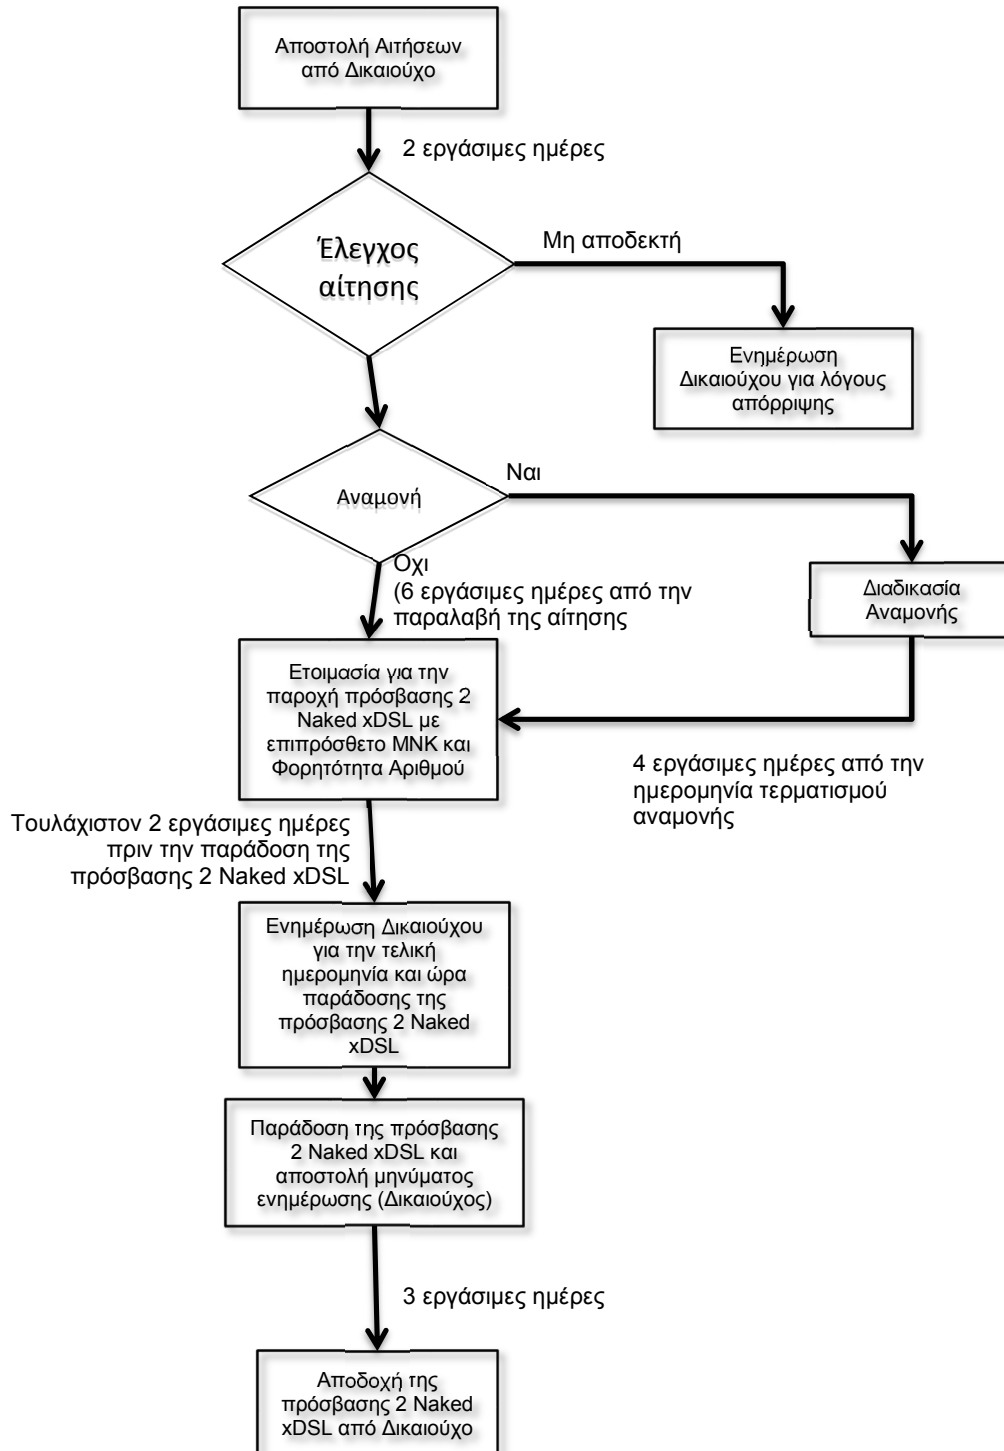 Αποστολή Αιτήσεων
από Δικαιούχο
2 εργάσιμες ημέρες
Έλεγχος
αίτησης
Μη αποδεκτή
Ενημέρωση
Δικαιούχου για λόγους
απόρριψης
Αναμονή
Ναι
Οχι
(6 εργάσιμες ημέρες από την
παραλαβή της αίτησης
Διαδικασία
Αναμονής
Ετοιμασία για την
παροχή πρόσβασης 2
Naked xDSL με
επιπρόσθετο ΜΝΚ και
Φορητότητα Αριθμού
4 εργάσιμες ημέρες από την
ημερομηνία τερματισμού
αναμονής
Τουλάχιστον 2 εργάσιμες ημέρες
πριν την παράδοση της
πρόσβασης 2 Naked xDSL
Ενημέρωση Δικαιούχου
για την τελική
ημερομηνία και ώρα
παράδοσης της
πρόσβασης 2 Naked
xDSL
Παράδοση της πρόσβασης
2 Naked xDSL και
αποστολή μηνύματος
ενημέρωσης (Δικαιούχος)
3 εργάσιμες ημέρες
Αποδοχή της
πρόσβασης 2 Naked
xDSL από Δικαιούχο